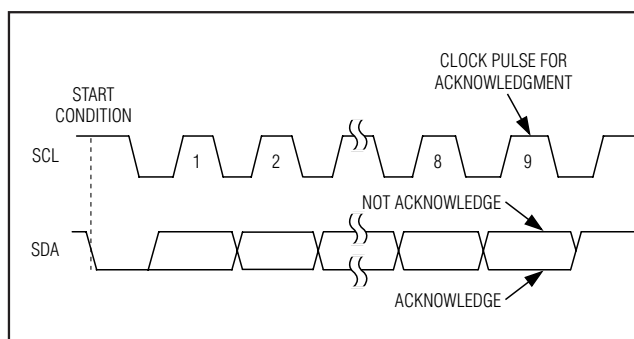 CLOCK PULSE FOR
ACKNOWLEDGMENT
START
CONDITION
SCL
1
2
8
9
NOT ACKNOWLEDGE
SDA
ACKNOWLEDGE